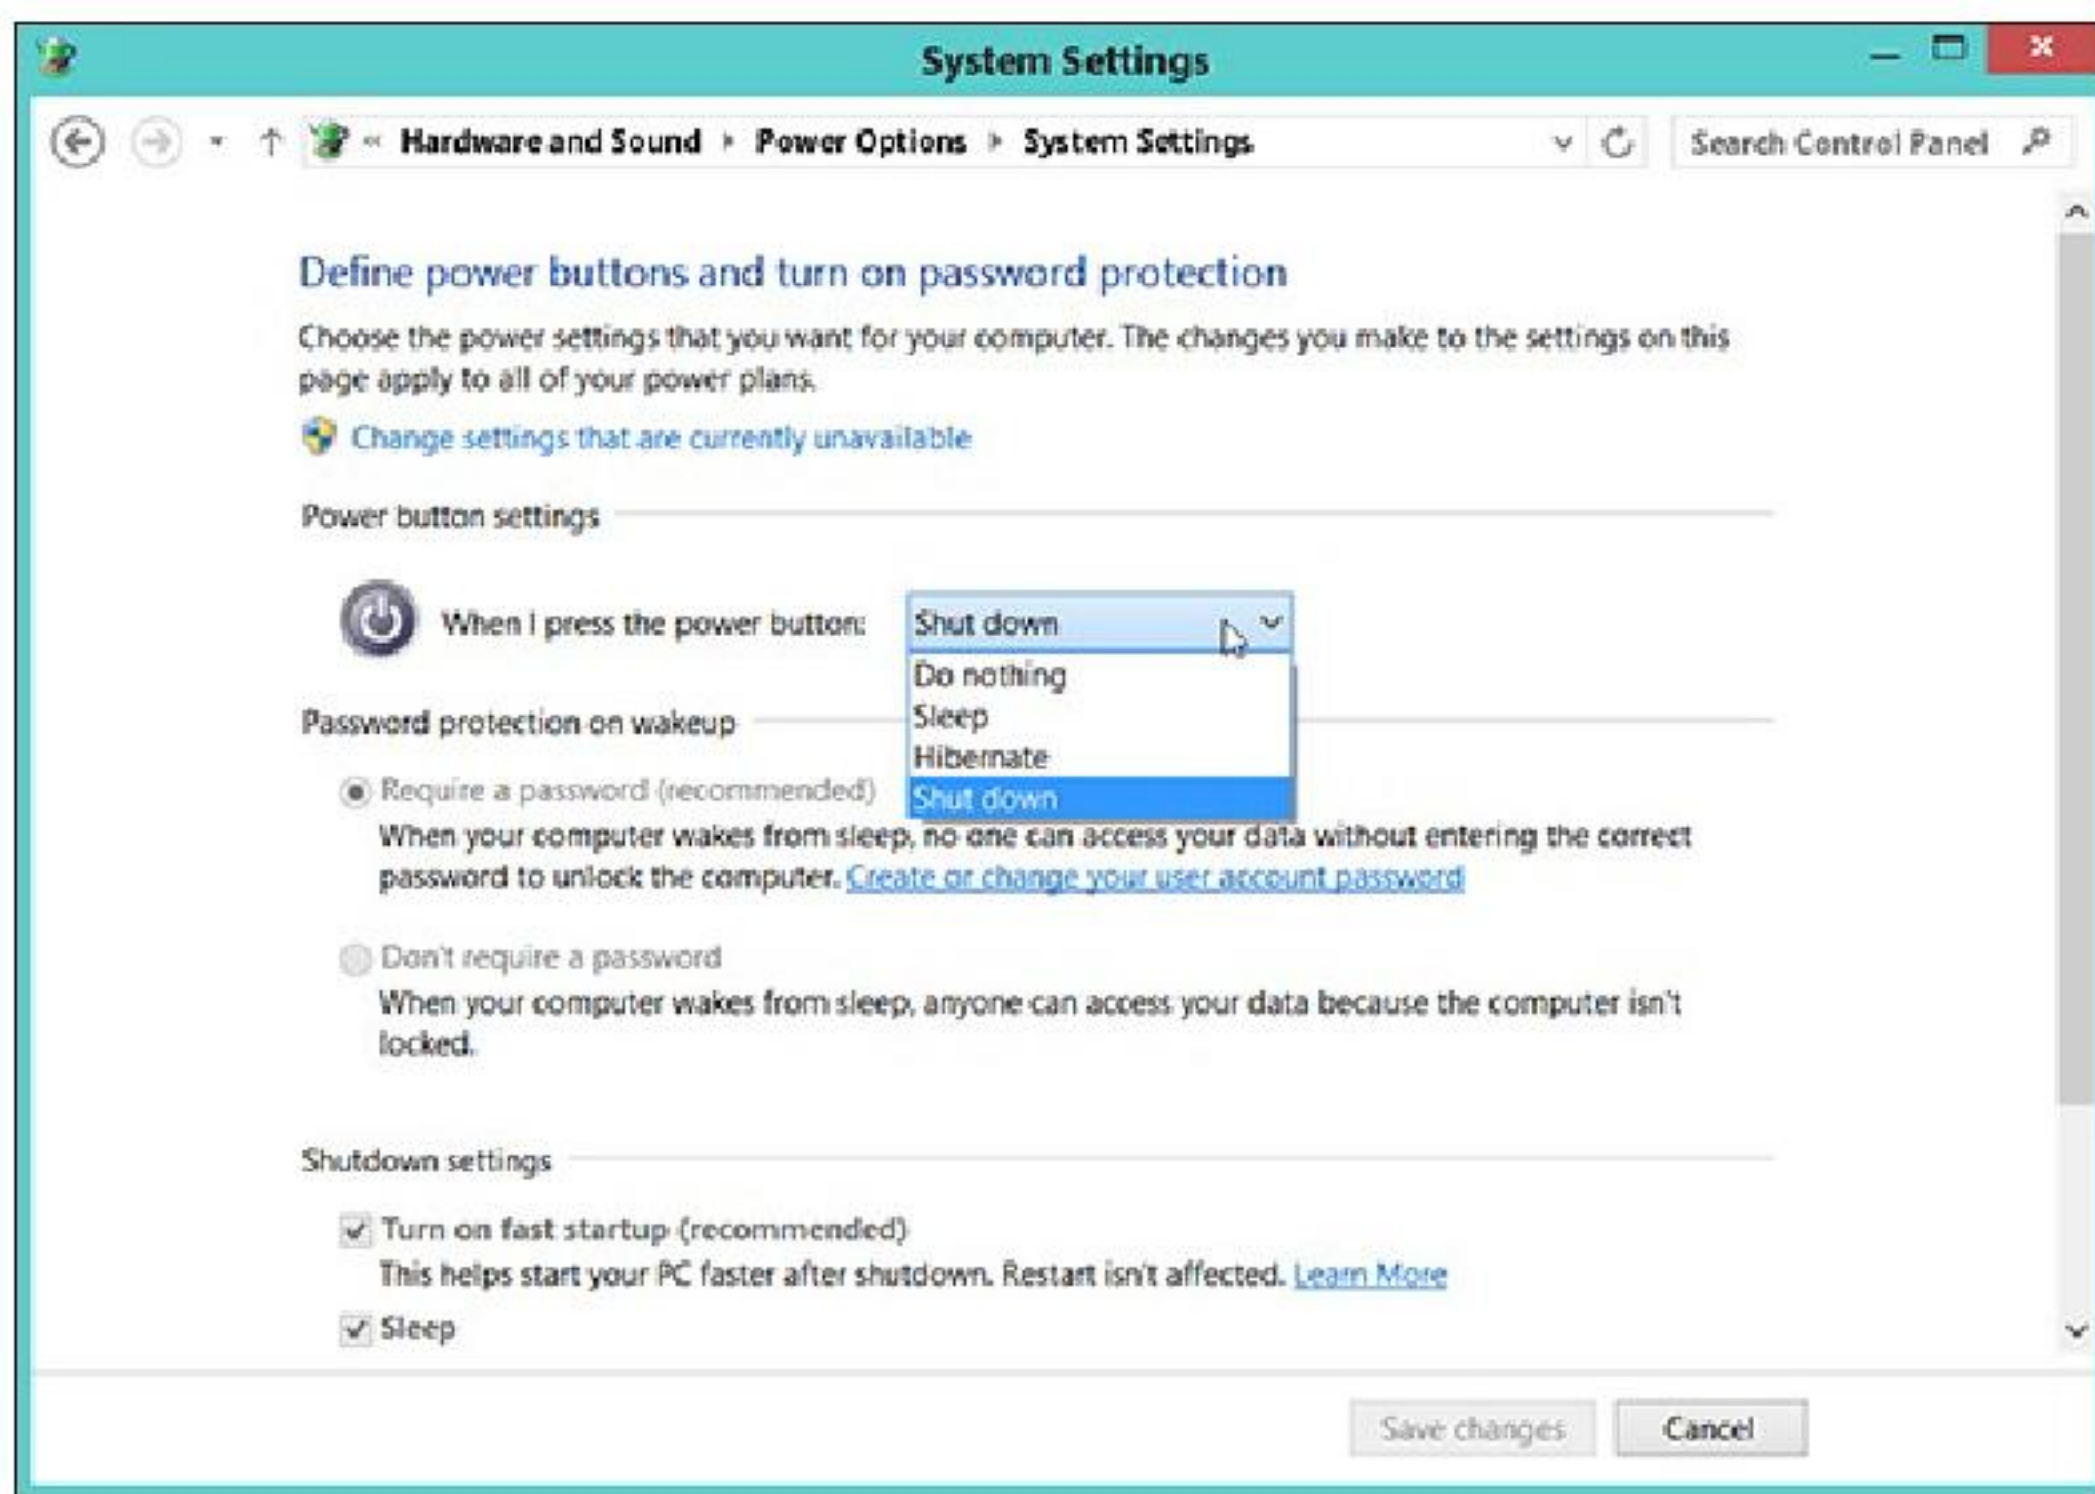 System Settings
« Hardware and Sound ▸ Power Options ▸ System Settings
Search Control Panel
Define power buttons and turn on password protection
Choose the power settings that you want for your computer. The changes you make to the settings on this
page apply to all of your power plans.
Change settings that are currently unavailable
Power button settings
When I press the power button:
Shut down
Do nothing
Sleep
Hibernate
Shut down
Password protection on wakeup
Require a password (recommended)
When your computer wakes from sleep, no one can access your data without entering the correct
password to unlock the computer. Create or change your user account password
Don't require a password
When your computer wakes from sleep, anyone can access your data because the computer isn't
locked.
Shutdown settings
Turn on fast startup (recommended)
This helps start your PC faster after shutdown. Restart isn't affected. Learn More
Sleep
Save changes
Cancel